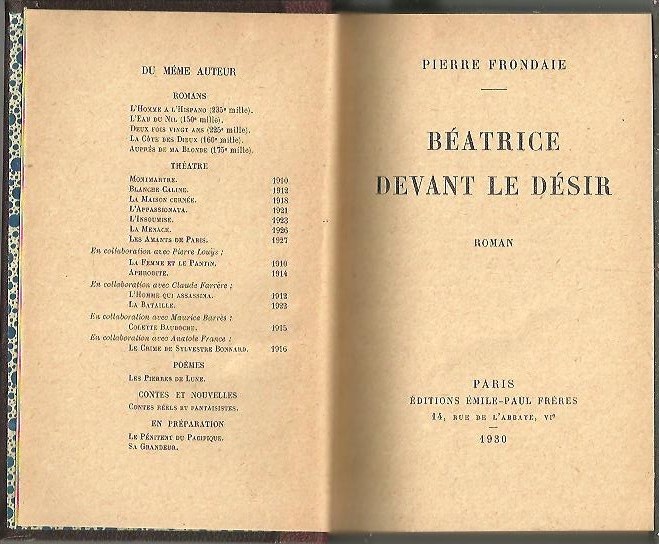 DU MÊME AUTEUR
ROMANS
L'HOMME A L'HISPANO (235e mille).
L'EAU DU NIL (150e mille).
DEUX FOIS VINGT ANS (225e mille).
LA CÔTE DES DIEUX (160e mille).
AUPRÈS DE MA BLONDE (175e mille).
THÉATRE
MONTMARTRE. 1910
BLANCHE CALINE. 1912
LA MAISON CERNÉE. 1918
L'APPASSIONATA. 1921
L'INSOUMISE. 1923
LA MENACE. 1926
LES AMANTS DE PARIS. 1927
En collaboration avec Pierre Louÿs :
LA FEMME ET LE PANTIN. 1910
APHRODITE. 1914
En collaboration avec Claude Farrère :
L'HOMME QUI ASSASSINA. 1912
LA BATAILLE. 1922
En collaboration avec Maurice Barrès :
COLETTE BAUDOCHE. 1915
En collaboration avec Anatole France :
LE CRIME DE SYLVESTRE BONNARD. 1916
POÈMES
LES PIERRES DE LUNE.
CONTES ET NOUVELLES
CONTES RÉELS ET FANTAISISTES.
EN PRÉPARATION
LE PÉNITENT DU PACIFIQUE.
SA GRANDEUR.
PIERRE FRONDAIE
BÉATRICE
DEVANT LE DÉSIR
ROMAN
PARIS
ÉDITIONS ÉMILE-PAUL FRÈRES
14, RUE DE L'ABBAYE, VIe
1930